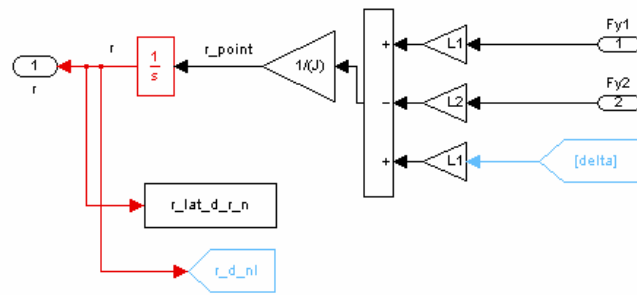 Fy1
r
r_point
L1
1
+
1
1
s
1/(J)
r
Fy2
-
L2
2
+
L1
[delta]
r_lat_d_r_n
r_d_nl